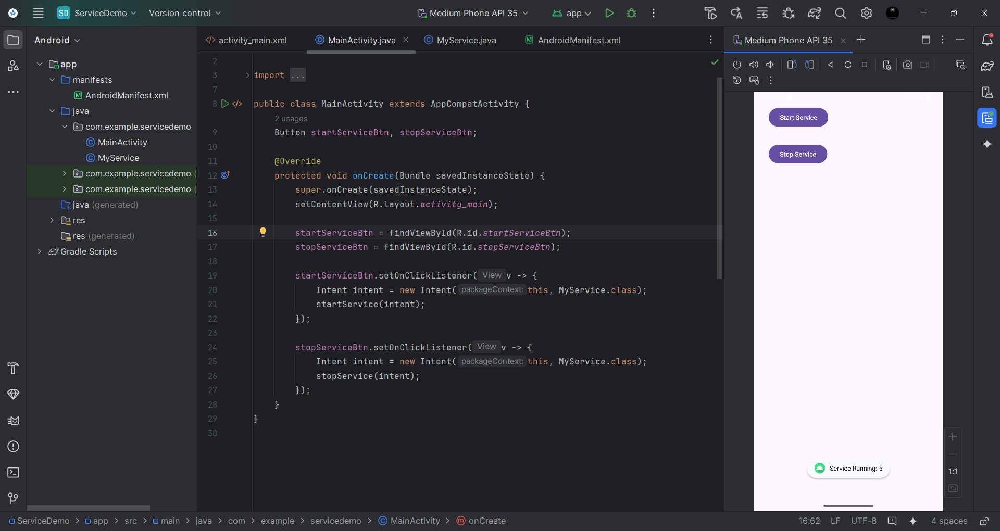 SD ServiceDemo Version control Medium Phone API 35 app
Android
app
manifests
AndroidManifest.xml
java
com.example.servicedemo
MainActivity
MyService
com.example.servicedemo (
com.example.servicedemo (
java (generated)
res
res (generated)
Gradle Scripts
activity_main.xml MainActivity.java MyService.java AndroidManifest.xml
2
3 import ...
7
8 public class MainActivity extends AppCompatActivity {
2 usages
9 Button startServiceBtn, stopServiceBtn;
10
11 @Override
12 protected void onCreate(Bundle savedInstanceState) {
13 super.onCreate(savedInstanceState);
14 setContentView(R.layout.activity_main);
15
16 startServiceBtn = findViewById(R.id.startServiceBtn);
17 stopServiceBtn = findViewById(R.id.stopServiceBtn);
18
19 startServiceBtn.setOnClickListener( View v -> {
20 Intent intent = new Intent( packageContext: this, MyService.class);
21 startService(intent);
22 });
23
24 stopServiceBtn.setOnClickListener( View v -> {
25 Intent intent = new Intent( packageContext: this, MyService.class);
26 stopService(intent);
27 });
28 }
29 }
30
Medium Phone API 35
Start Service
Stop Service
Service Running: 5
1:1
ServiceDemo > app > src > main > java > com > example > servicedemo > MainActivity > onCreate
16:62 LF UTF-8 4 spaces